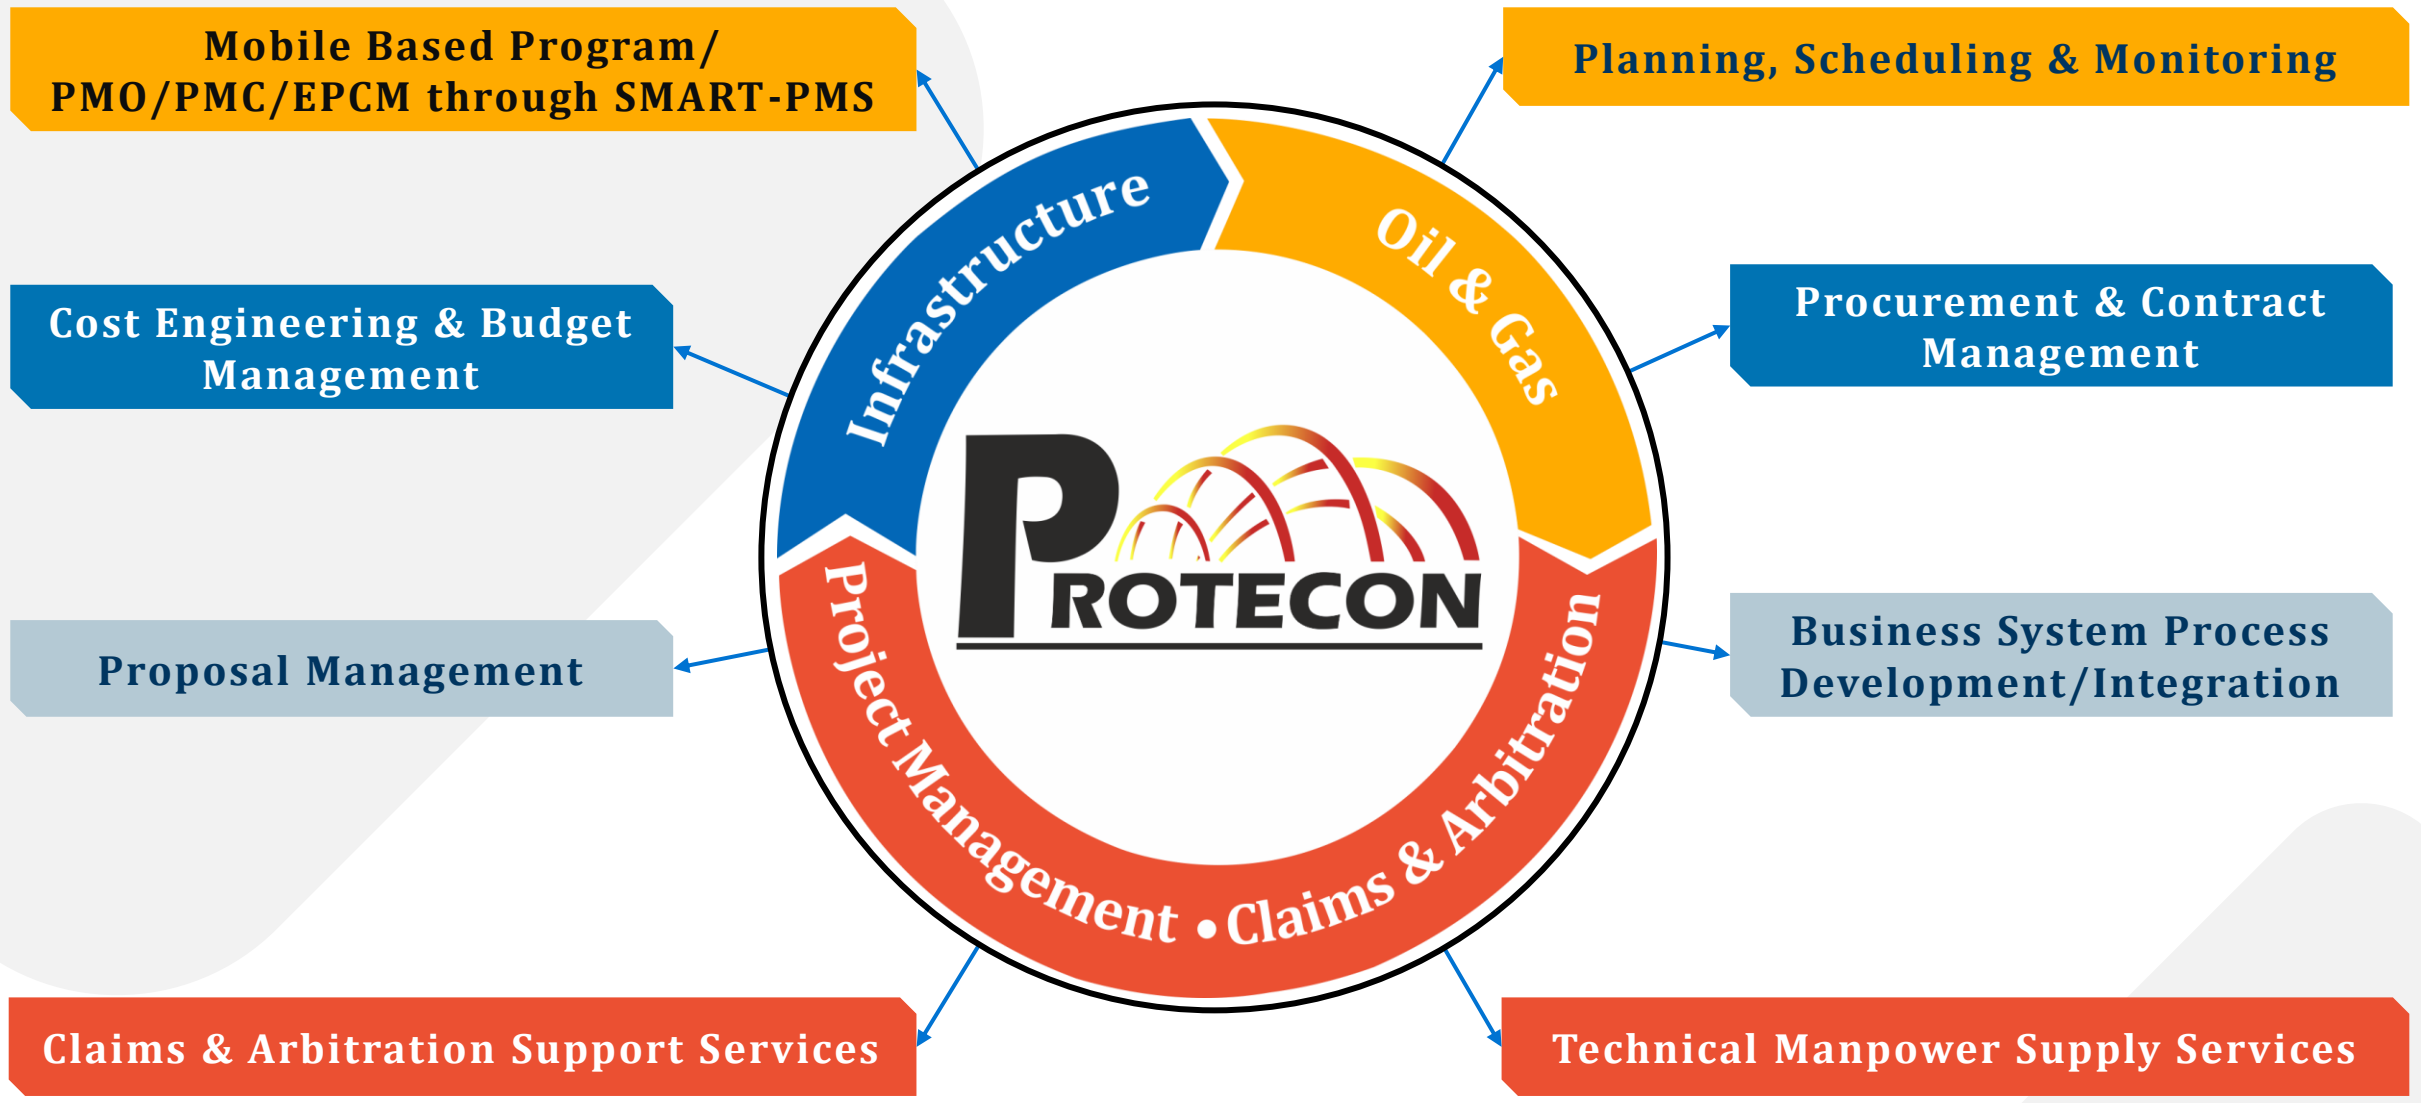 Mobile Based Program/
PMO/PMC/EPCM through SMART-PMS
Planning, Scheduling & Monitoring
Infrastructure
Oil & Gas
Cost Engineering & Budget
Management
Procurement & Contract
Management
PROTECON
Proposal Management
Business System Process
Development/Integration
Project Management • Claims & Arbitration
Claims & Arbitration Support Services
Technical Manpower Supply Services